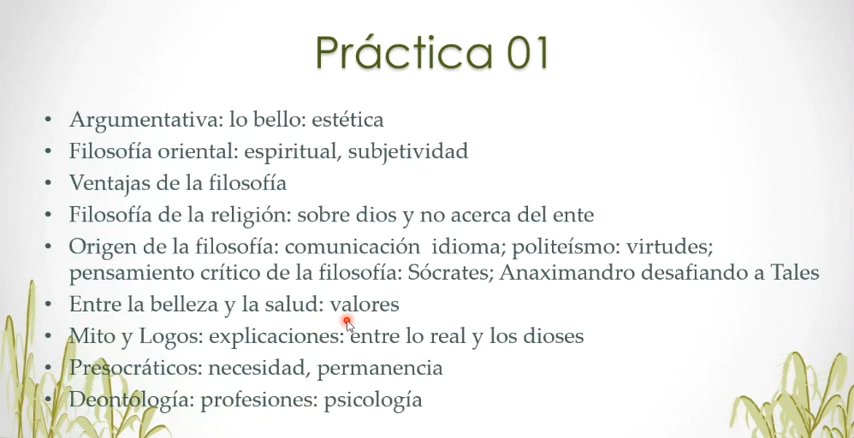 Práctica 01
• Argumentativa: lo bello: estética
• Filosofía oriental: espiritual, subjetividad
• Ventajas de la filosofía
• Filosofía de la religión: sobre dios y no acerca del ente
• Origen de la filosofía: comunicación idioma; politeísmo: virtudes;
pensamiento crítico de la filosofía: Sócrates; Anaximandro desafiando a Tales
• Entre la belleza y la salud: valores
• Mito y Logos: explicaciones: entre lo real y los dioses
• Presocráticos: necesidad, permanencia
• Deontología: profesiones: psicología